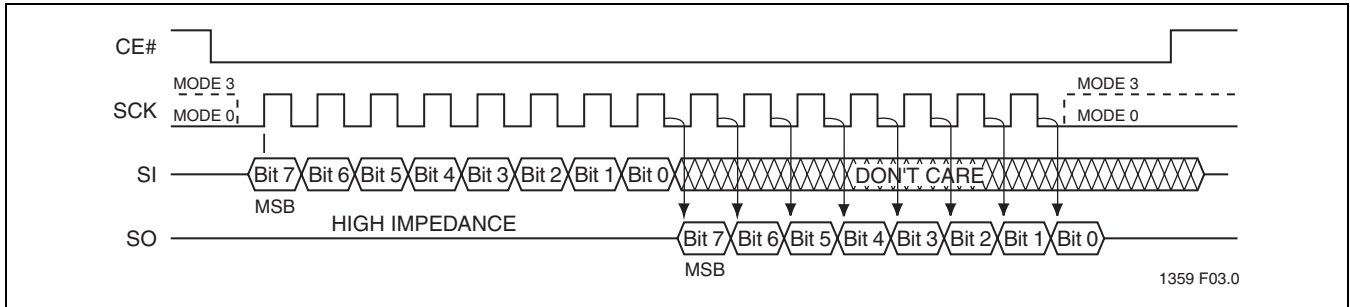 CE#
MODE 3
MODE 3
SCK
MODE 0
MODE 0
SI
Bit 7 Bit 6 Bit 5 Bit 4 Bit 3 Bit 2 Bit 1 Bit 0
DON'T CARE
MSB
HIGH IMPEDANCE
SO
Bit 7 Bit 6 Bit 5 Bit 4 Bit 3 Bit 2 Bit 1 Bit 0
MSB
1359 F03.0